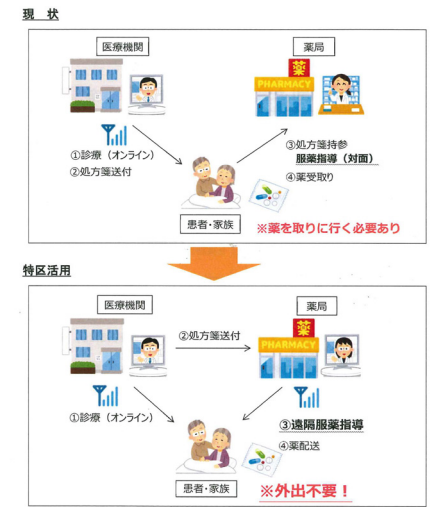 現　状
医療機関
薬局
薬
PHARMACY
①診療（オンライン）
②処方箋送付
③処方箋持参
服薬指導（対面）
④薬受取り
患者・家族
※薬を取りに行く必要あり
特区活用
医療機関
薬局
②処方箋送付
薬
PHARMACY
①診療（オンライン）
③遠隔服薬指導
④薬配送
患者・家族
※外出不要！